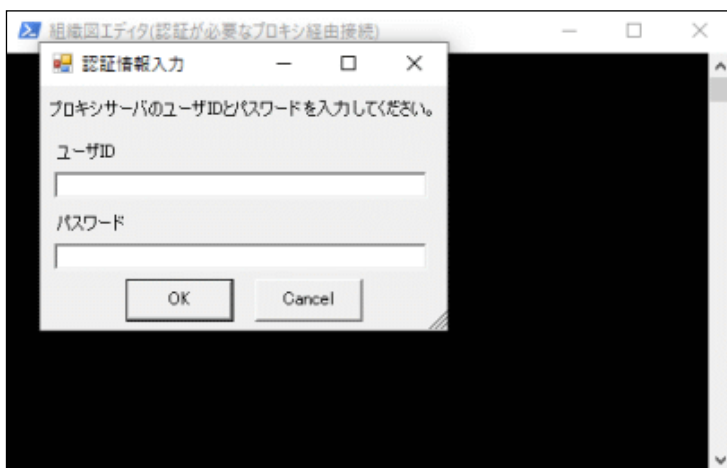 組織図エディタ(認証が必要なプロキシ経由接続)
認証情報入力
プロキシサーバのユーザIDとパスワードを入力してください。
ユーザID
パスワード
OK
Cancel